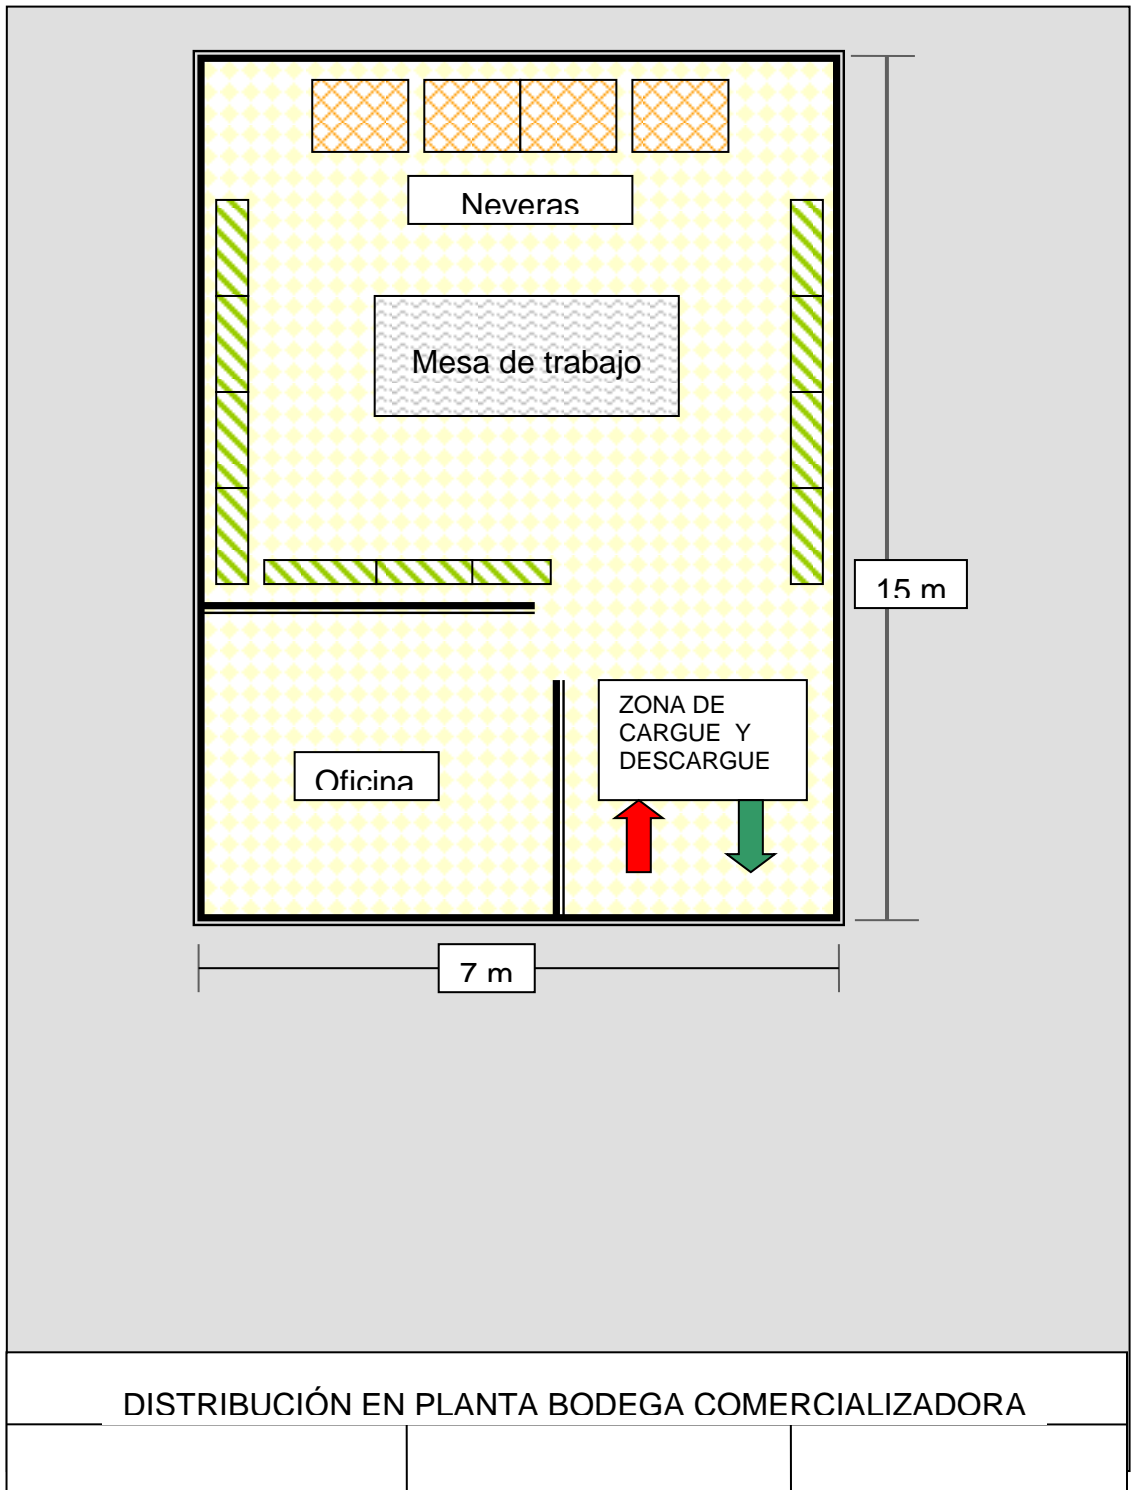 Neveras
Mesa de trabajo
15 m
ZONA DE
CARGUE Y
DESCARGUE
Oficina
7 m
DISTRIBUCIÓN EN PLANTA BODEGA COMERCIALIZADORA